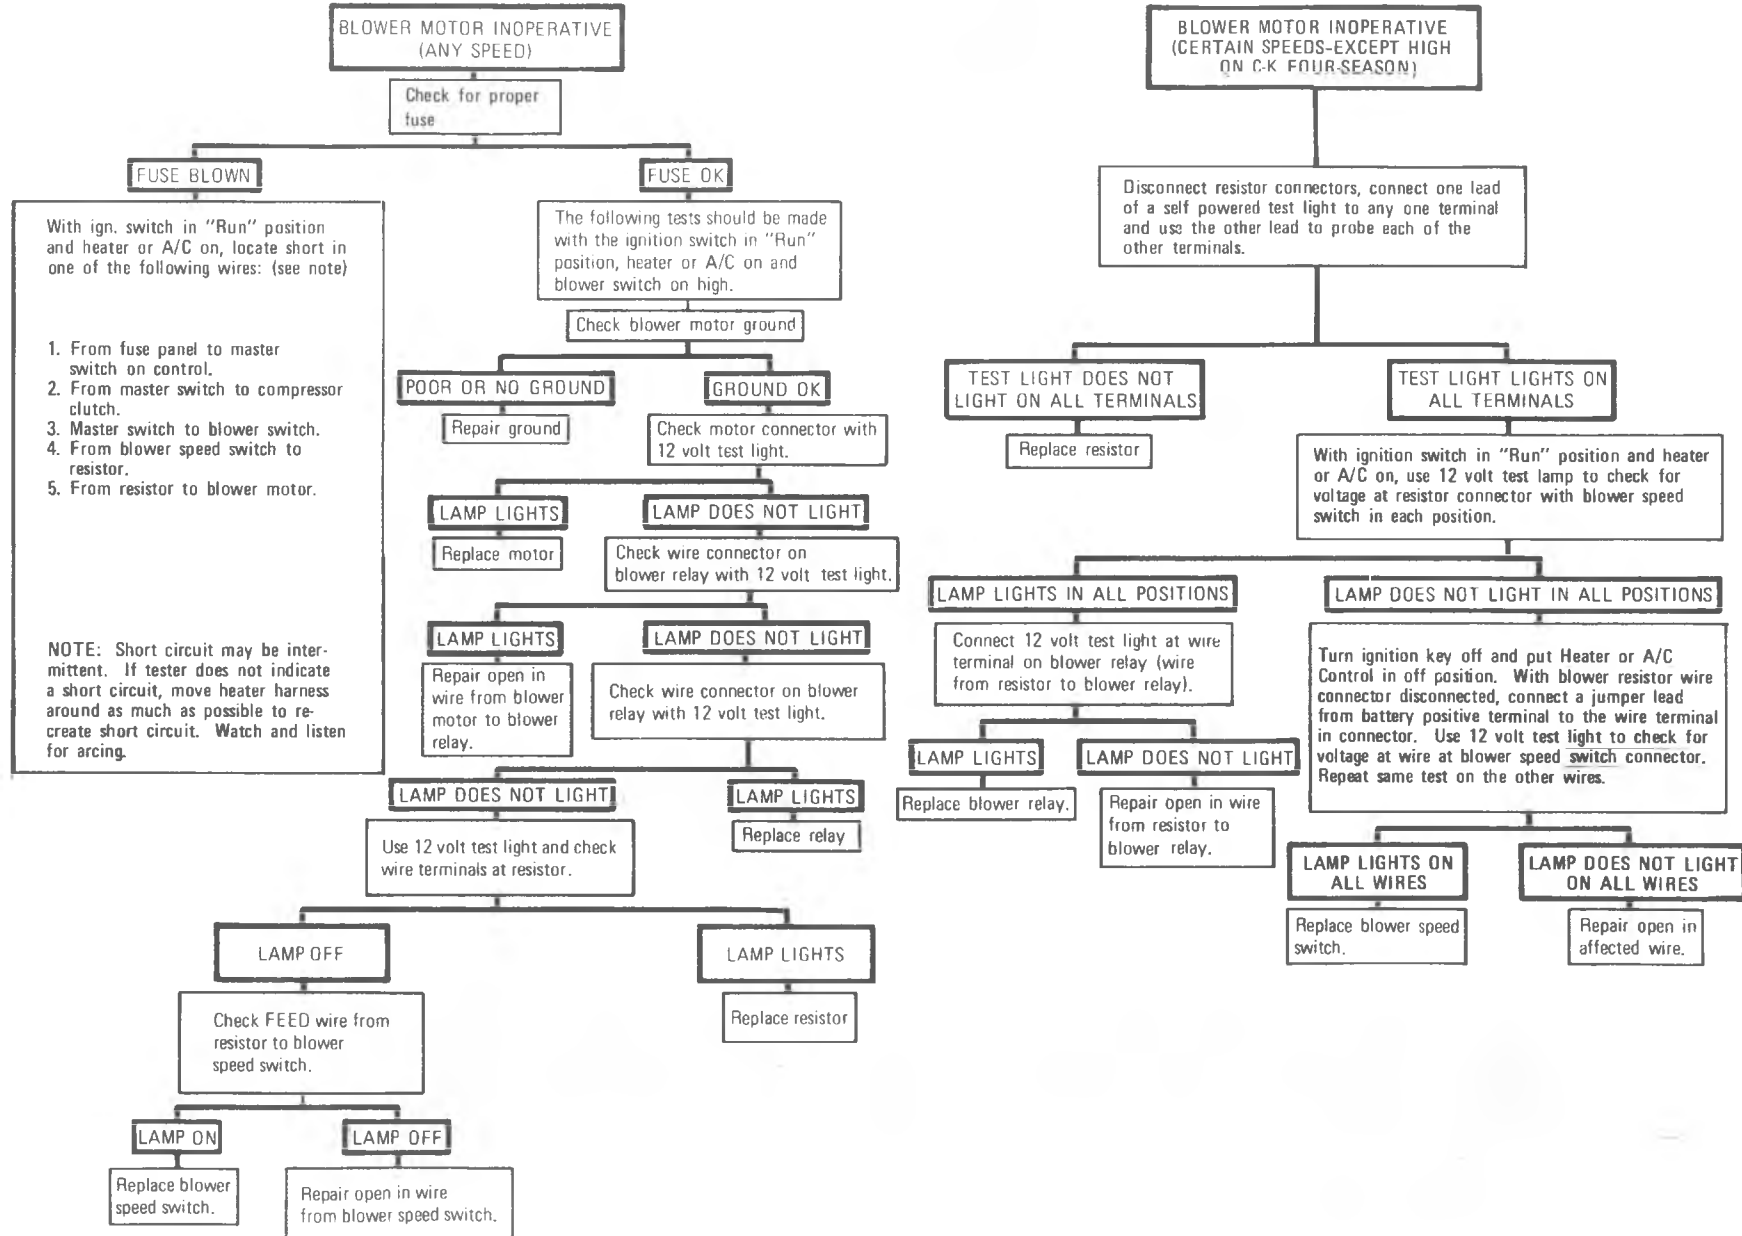 BLOWER MOTOR INOPERATIVE
(ANY SPEED)
Check for proper
fuse
FUSE BLOWN
With ign. switch in "Run" position
and heater or A/C on, locate short in
one of the following wires: (see note)
1. From fuse panel to master
switch on control.
2. From master switch to compressor
clutch.
3. Master switch to blower switch.
4. From blower speed switch to
resistor.
5. From resistor to blower motor.
NOTE: Short circuit may be inter-
mittent. If tester does not indicate
a short circuit, move heater harness
around as much as possible to re-
create short circuit. Watch and listen
for arcing.
FUSE OK
The following tests should be made
with the ignition switch in "Run"
position, heater or A/C on and
blower switch on high.
Check blower motor ground
POOR OR NO GROUND
Repair ground
GROUND OK
Check motor connector with
12 volt test light.
LAMP LIGHTS
Replace motor
LAMP DOES NOT LIGHT
Check wire connector on
blower relay with 12 volt test light.
LAMP LIGHTS
Repair open in
wire from blower
motor to blower
relay.
LAMP DOES NOT LIGHT
Check wire connector on blower
relay with 12 volt test light.
LAMP DOES NOT LIGHT
Use 12 volt test light and check
wire terminals at resistor.
LAMP LIGHTS
Replace relay
LAMP OFF
Check FEED wire from
resistor to blower
speed switch.
LAMP LIGHTS
Replace resistor
LAMP ON
Replace blower
speed switch.
LAMP OFF
Repair open in wire
from blower speed switch.
BLOWER MOTOR INOPERATIVE
(CERTAIN SPEEDS-EXCEPT HIGH
ON C-K FOUR-SEASON)
Disconnect resistor connectors, connect one lead
of a self powered test light to any one terminal
and use the other lead to probe each of the
other terminals.
TEST LIGHT DOES NOT
LIGHT ON ALL TERMINALS
Replace resistor
TEST LIGHT LIGHTS ON
ALL TERMINALS
With ignition switch in "Run" position and heater
or A/C on, use 12 volt test lamp to check for
voltage at resistor connector with blower speed
switch in each position.
LAMP LIGHTS IN ALL POSITIONS
Connect 12 volt test light at wire
terminal on blower relay (wire
from resistor to blower relay).
LAMP LIGHTS
Replace blower relay.
LAMP DOES NOT LIGHT
Repair open in wire
from resistor to
blower relay.
LAMP DOES NOT LIGHT IN ALL POSITIONS
Turn ignition key off and put Heater or A/C
Control in off position. With blower resistor wire
connector disconnected, connect a jumper lead
from battery positive terminal to the wire terminal
in connector. Use 12 volt test light to check for
voltage at wire at blower speed switch connector.
Repeat same test on the other wires.
LAMP LIGHTS ON
ALL WIRES
Replace blower speed
switch.
LAMP DOES NOT LIGHT
ON ALL WIRES
Repair open in
affected wire.